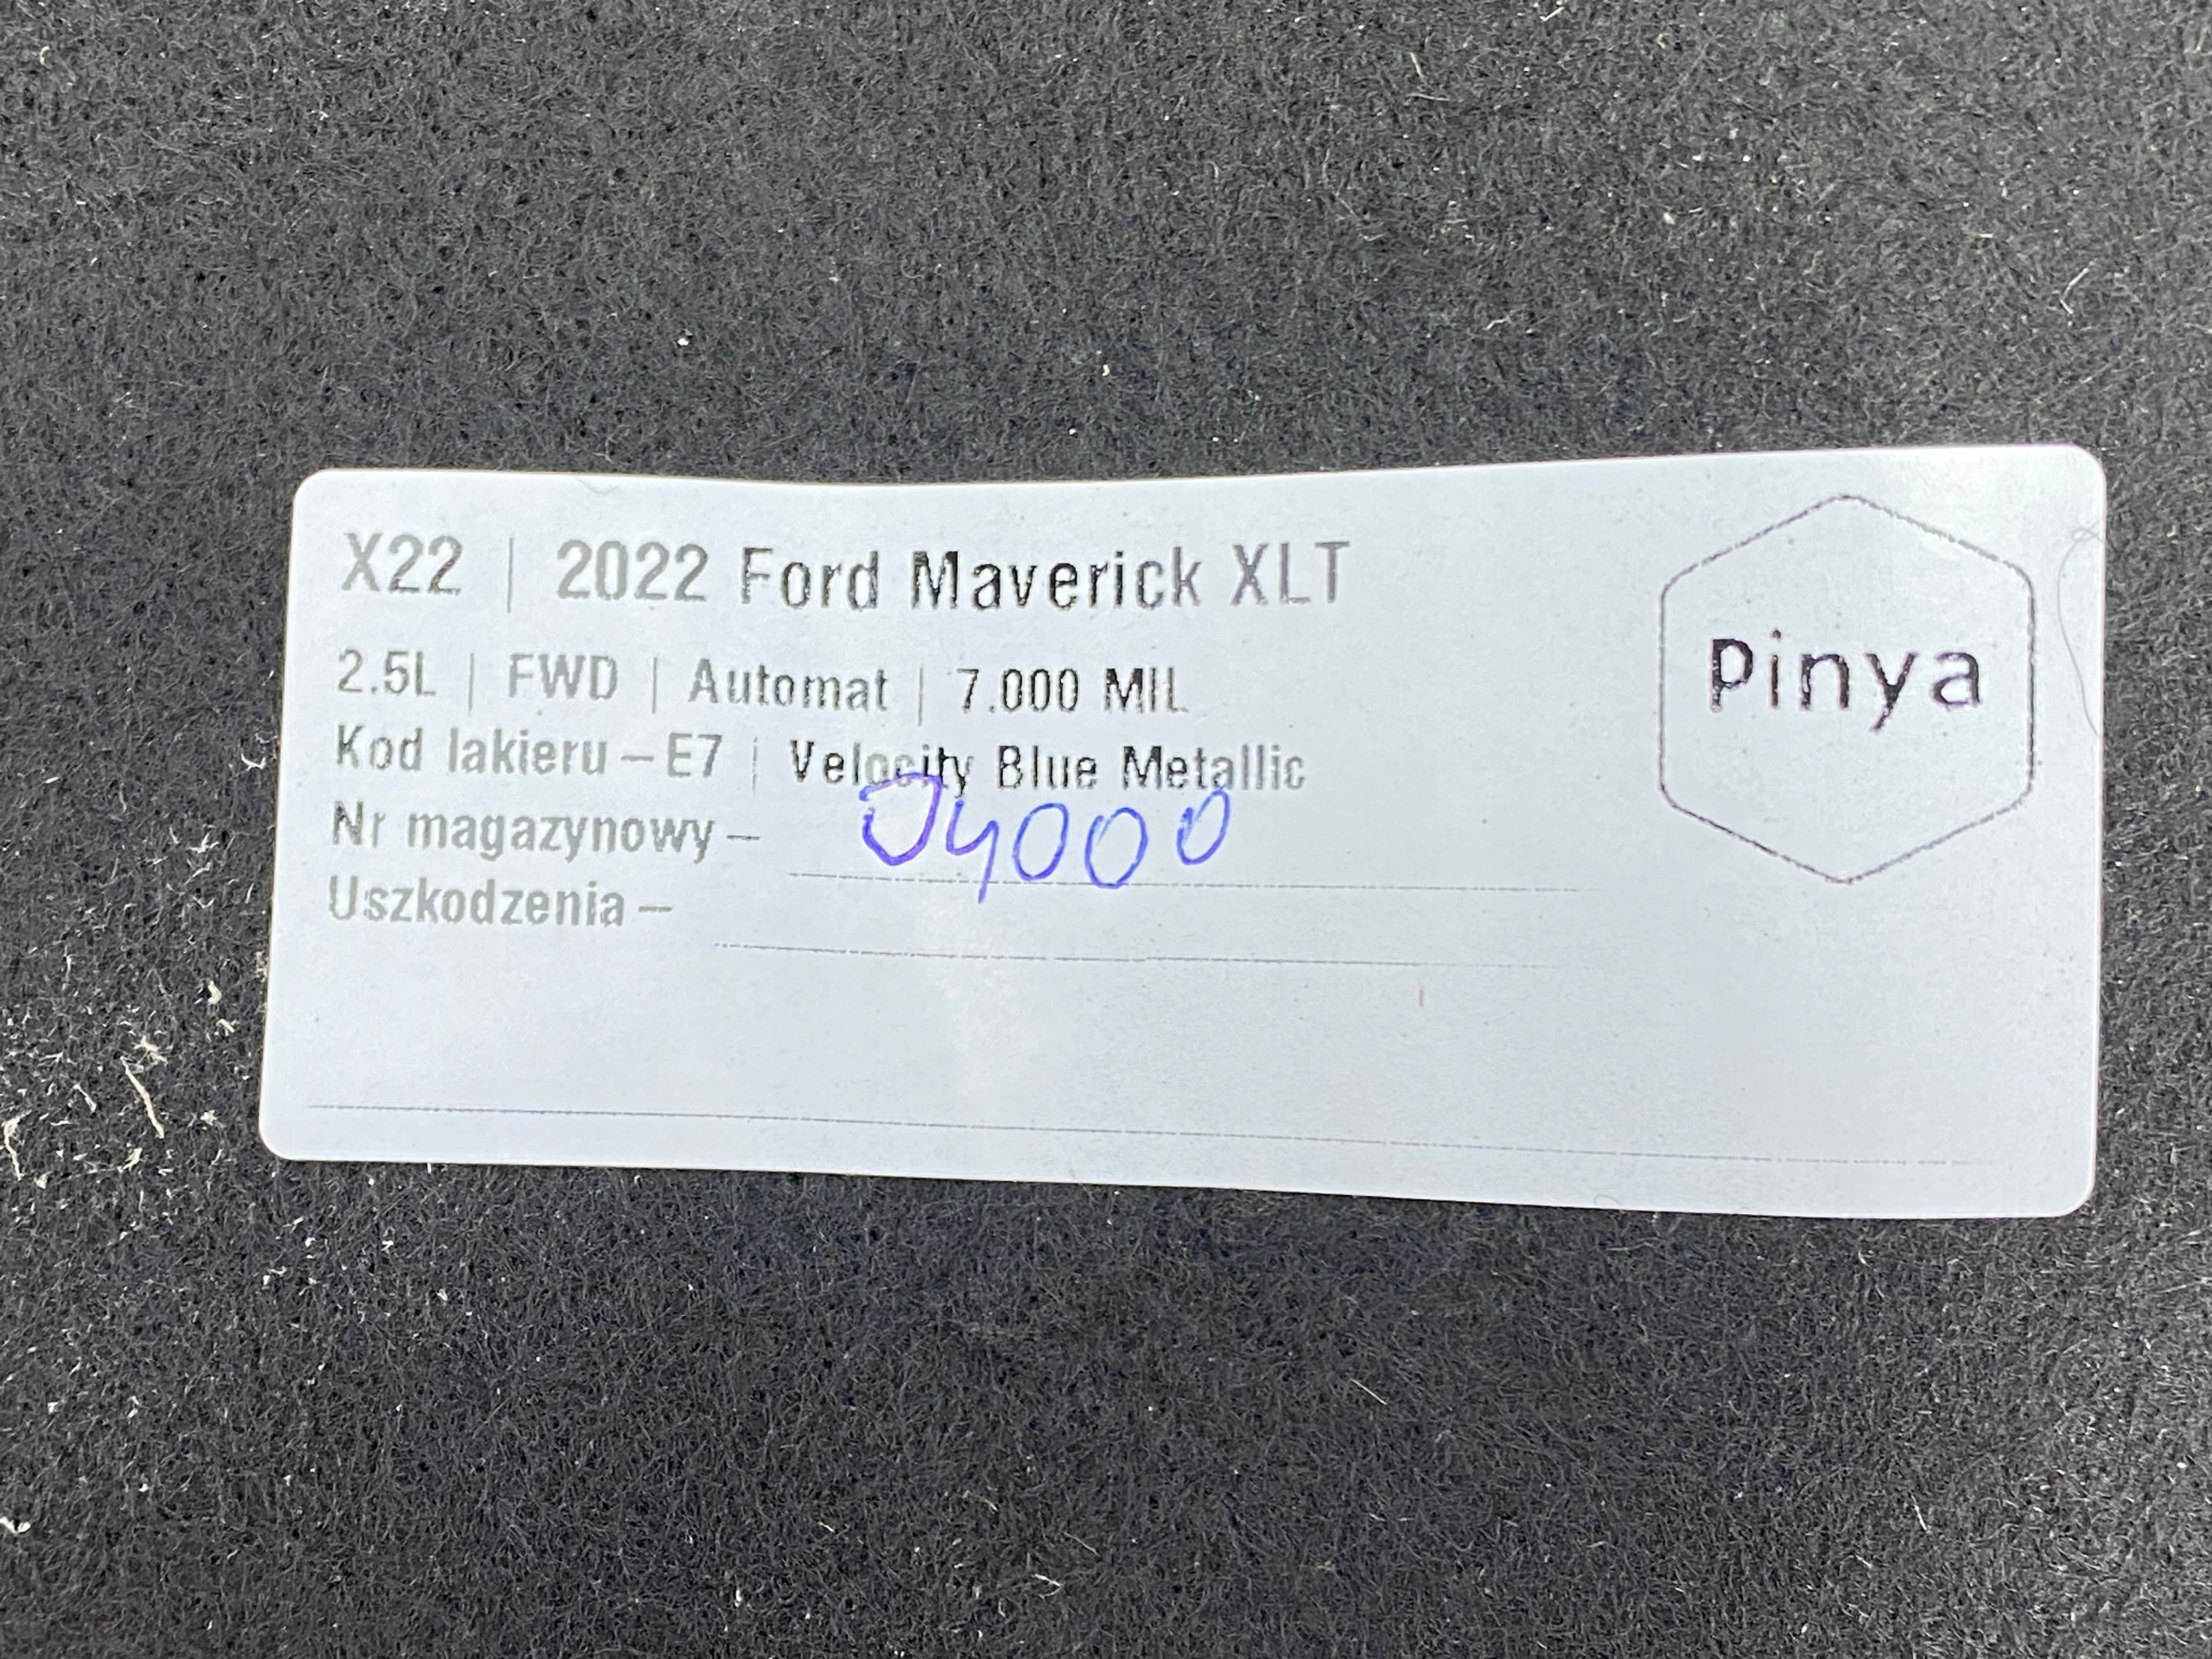 X22 | 2022 Ford Maverick XLT
2.5L | FWD | Automat | 7.000 MIL
Kod lakieru – E7 | Velocity Blue Metallic
Nr magazynowy – 04000
Uszkodzenia –
Pinya